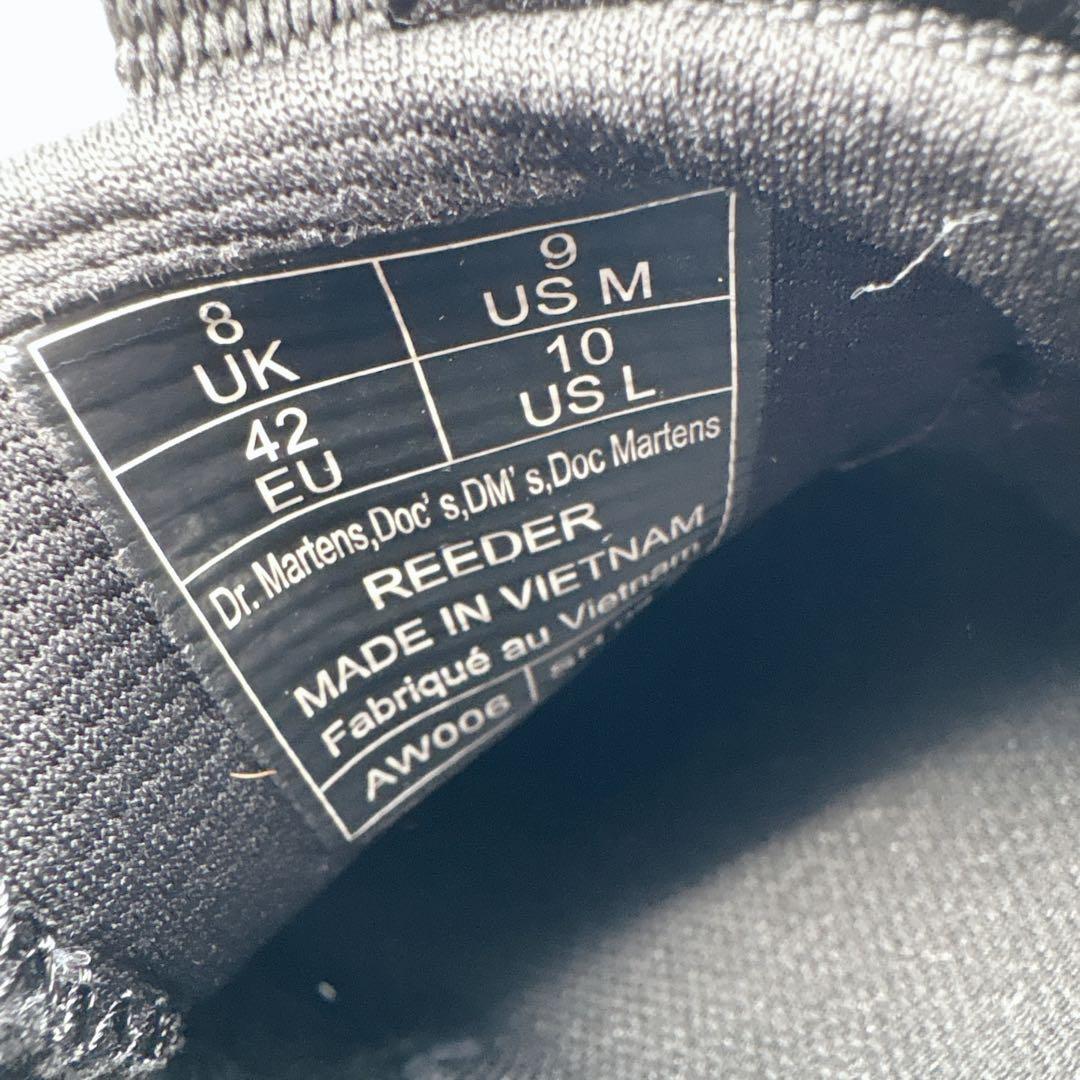 8
UK
9
US M
42
EU
10
US L
Dr. Martens,Doc's,DM's,Doc Martens
REEDER
MADE IN VIETNAM
Fabriqué au Vietnam
AW006